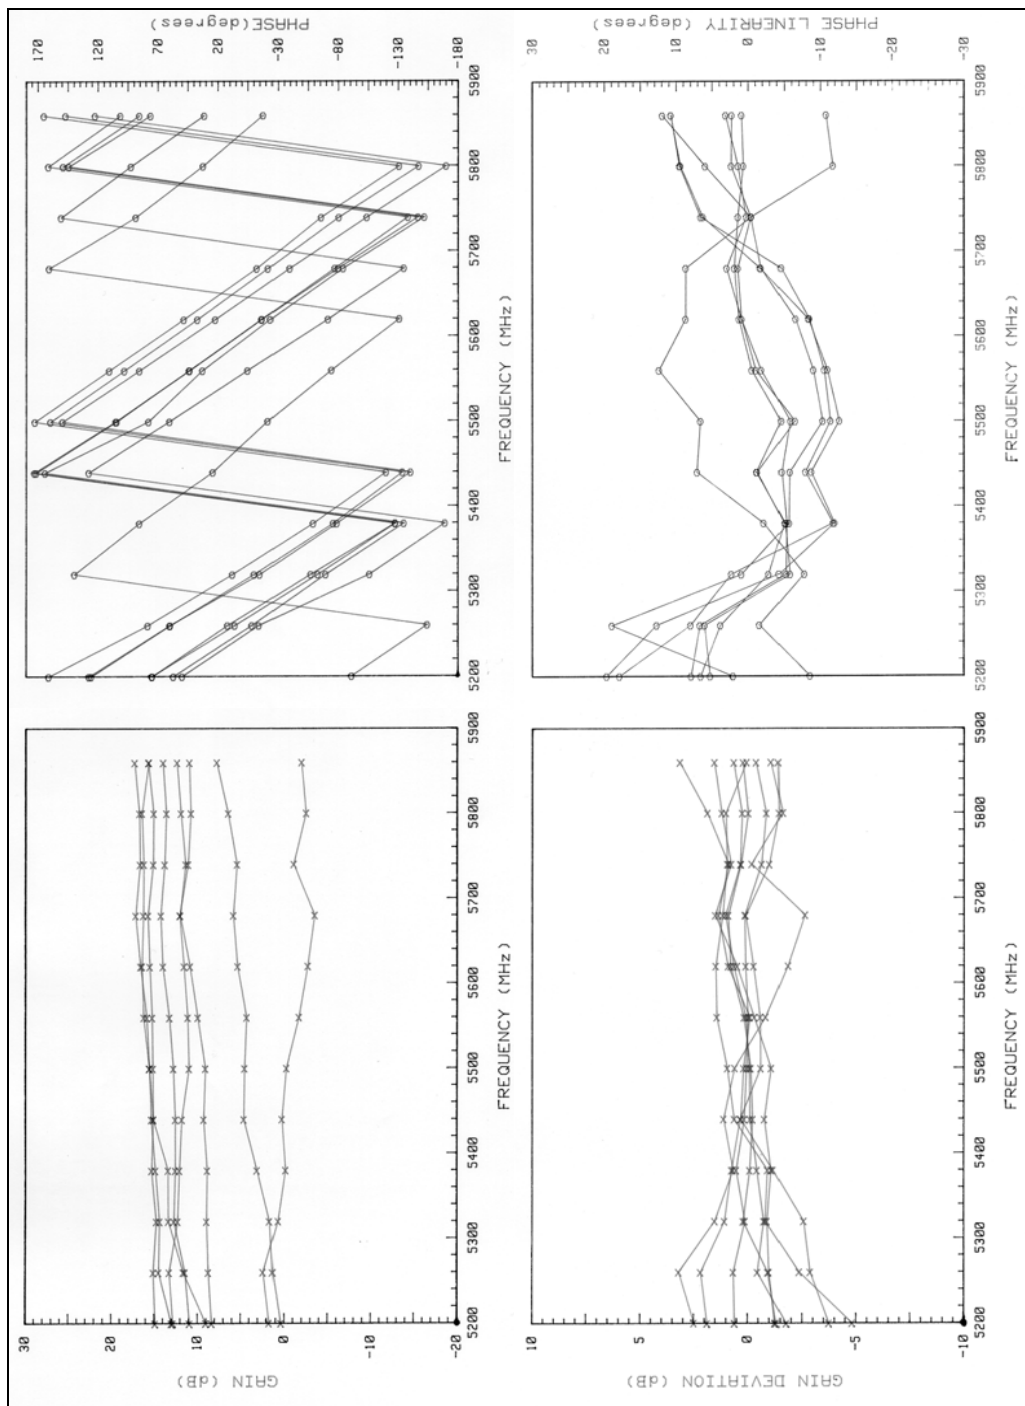 GAIN (dB)
30
20
10
0
-10
-20
5200 5300 5400 5500 5600 5700 5800 5900
FREQUENCY (MHz)
PHASE(degrees)
170
120
70
20
-30
-80
-130
-180
5200 5300 5400 5500 5600 5700 5800 5900
FREQUENCY (MHz)
GAIN DEVIATION (dB)
10
5
0
-5
-10
5200 5300 5400 5500 5600 5700 5800 5900
FREQUENCY (MHz)
PHASE LINEARITY (degrees)
30
20
10
0
-10
-20
-30
5200 5300 5400 5500 5600 5700 5800 5900
FREQUENCY (MHz)